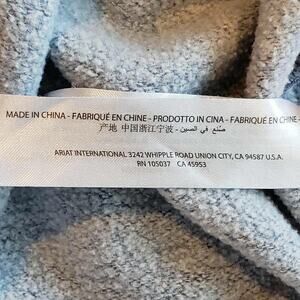 MADE IN CHINA - FABRIQUÉ EN CHINE - PRODOTTO IN CINA - FABRIQUÉ EN CHINE -
产地 中国浙江宁波 - صنع في الصين
ARIAT INTERNATIONAL 3242 WHIPPLE ROAD UNION CITY, CA 94587 U.S.A.
RN 105037 CA 45953